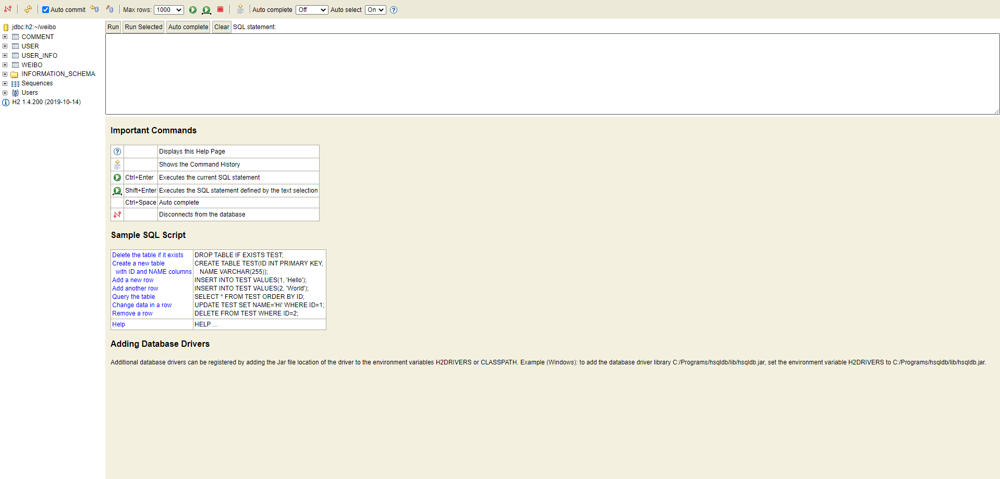 Auto commit Max rows: 1000 Auto complete Off Auto select On
jdbc:h2:~/weibo
COMMENT
USER
USER_INFO
WEIBO
INFORMATION_SCHEMA
Sequences
Users
H2 1.4.200 (2019-10-14)
Run Run Selected Auto complete Clear SQL statement:
Important Commands
Displays this Help Page
Shows the Command History
Ctrl+Enter Executes the current SQL statement
Shift+Enter Executes the SQL statement defined by the text selection
Ctrl+Space Auto complete
Disconnects from the database
Sample SQL Script
Delete the table if it exists DROP TABLE IF EXISTS TEST;
Create a new table CREATE TABLE TEST(ID INT PRIMARY KEY,
with ID and NAME columns NAME VARCHAR(255));
Add a new row INSERT INTO TEST VALUES(1, 'Hello');
Add another row INSERT INTO TEST VALUES(2, 'World');
Query the table SELECT * FROM TEST ORDER BY ID;
Change data in a row UPDATE TEST SET NAME='Hi' WHERE ID=1;
Remove a row DELETE FROM TEST WHERE ID=2;
Help HELP ...
Adding Database Drivers
Additional database drivers can be registered by adding the Jar file location of the driver to the environment variables H2DRIVERS or CLASSPATH. Example (Windows): to add the database driver library C:/Programs/hsqldb/lib/hsqldb.jar, set the environment variable H2DRIVERS to C:/Programs/hsqldb/lib/hsqldb.jar.